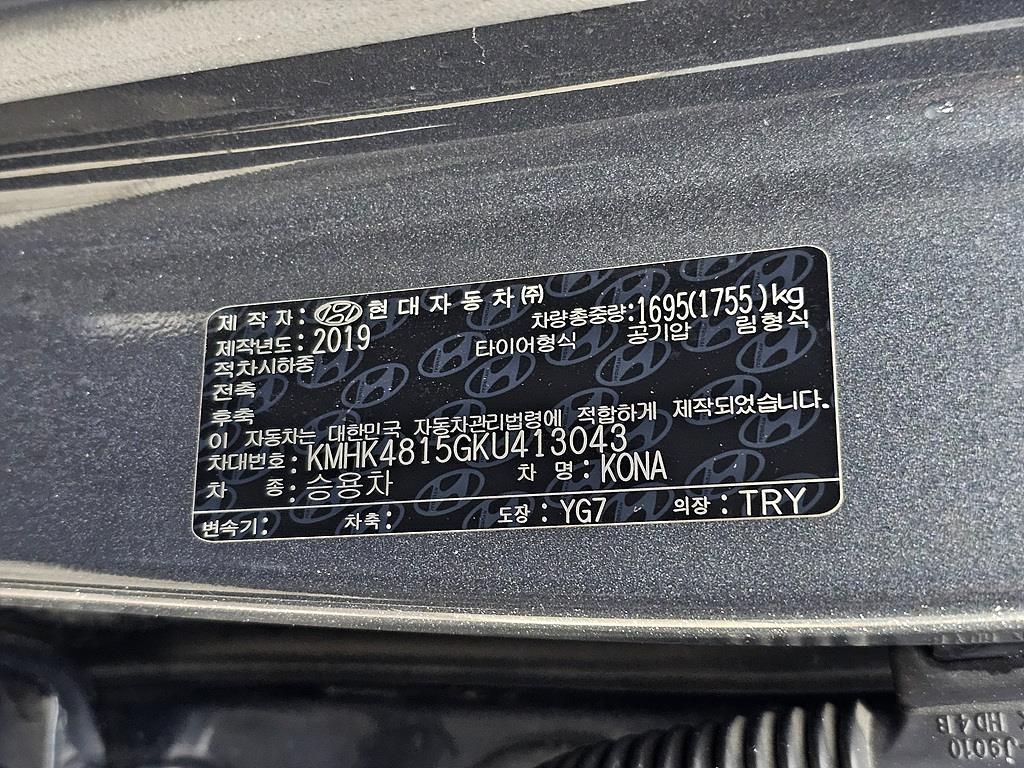 제 작 자 : 현대자동차㈜
차량총중량:1695(1755)kg
제작년도 : 2019
타이어형식 공기압 림형식
적차시하중
전축
후축
이 자동차는 대한민국 자동차관리법령에 적합하게 제작되었습니다.
차대번호 : KMHK4815GKU413043
차 종 : 승용차 차 명 : KONA
변속기 : 차축 : 도장 : YG7 의장 : TRY
HD4B
J9010